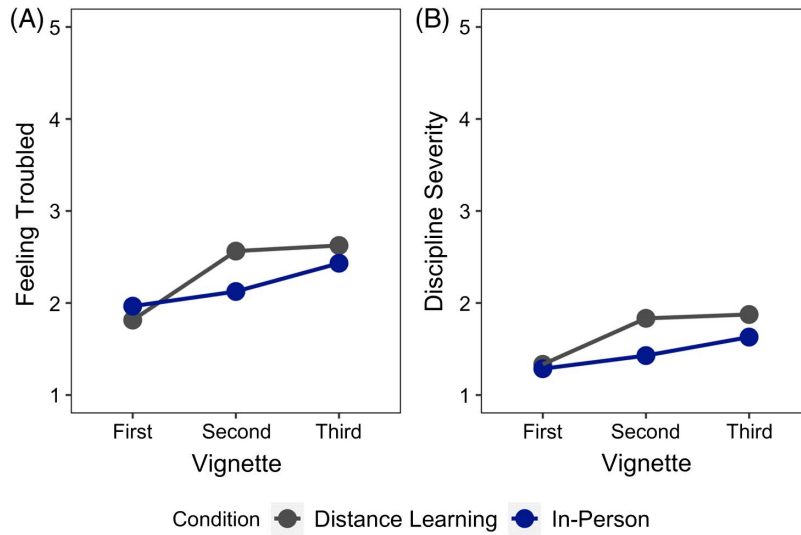 (A)
5
4
3
2
1
Feeling Troubled
First Second Third
Vignette
(B)
5
4
3
2
1
Discipline Severity
First Second Third
Vignette
Condition Distance Learning In-Person